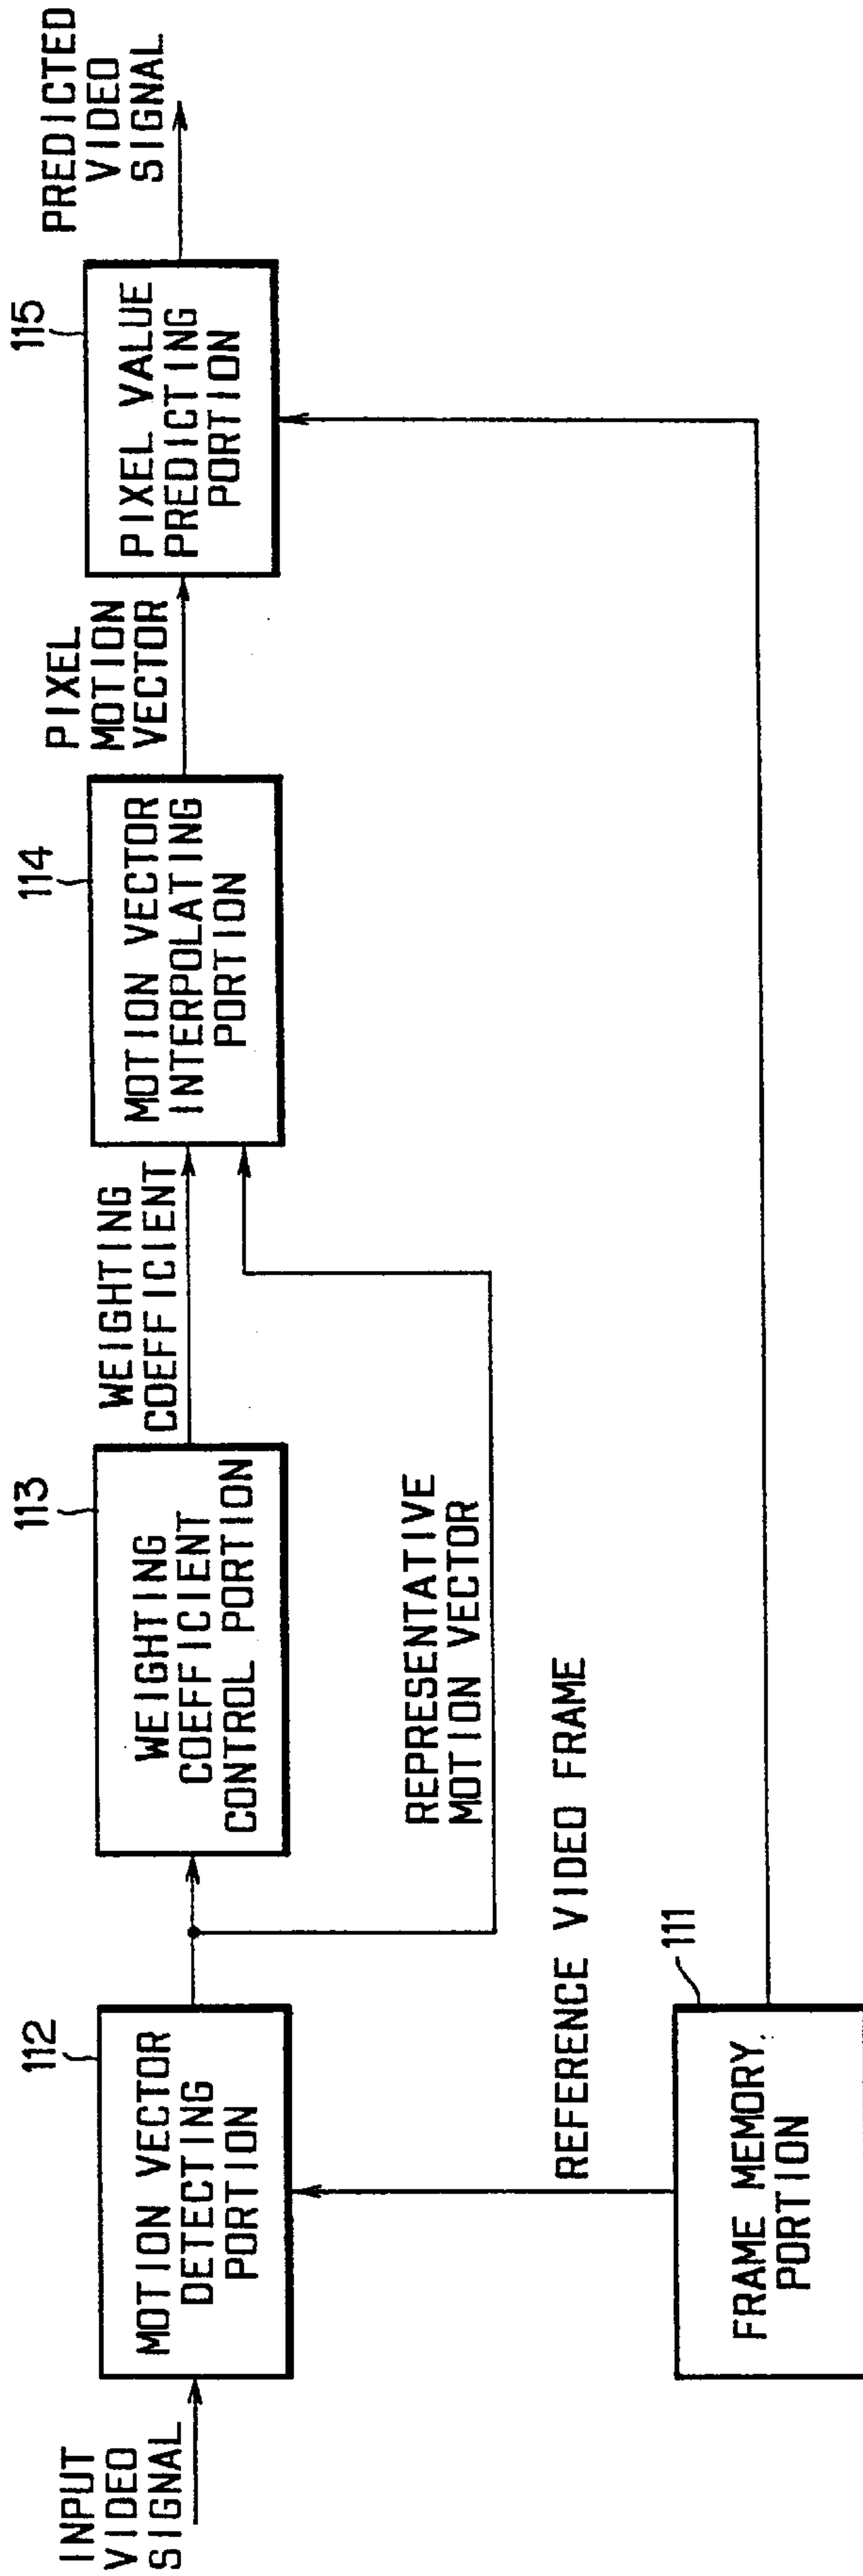 INPUT
VIDEO
SIGNAL
112
MOTION VECTOR
DETECTING
PORTION
113
WEIGHTING
COEFFICIENT
CONTROL PORTION
WEIGHTING
COEFFICIENT
114
MOTION VECTOR
INTERPOLATING
PORTION
PIXEL
MOTION
VECTOR
115
PIXEL VALUE
PREDICTING
PORTION
PREDICTED
VIDEO
SIGNAL
REPRESENTATIVE
MOTION VECTOR
REFERENCE VIDEO FRAME
111
FRAME MEMORY
PORTION